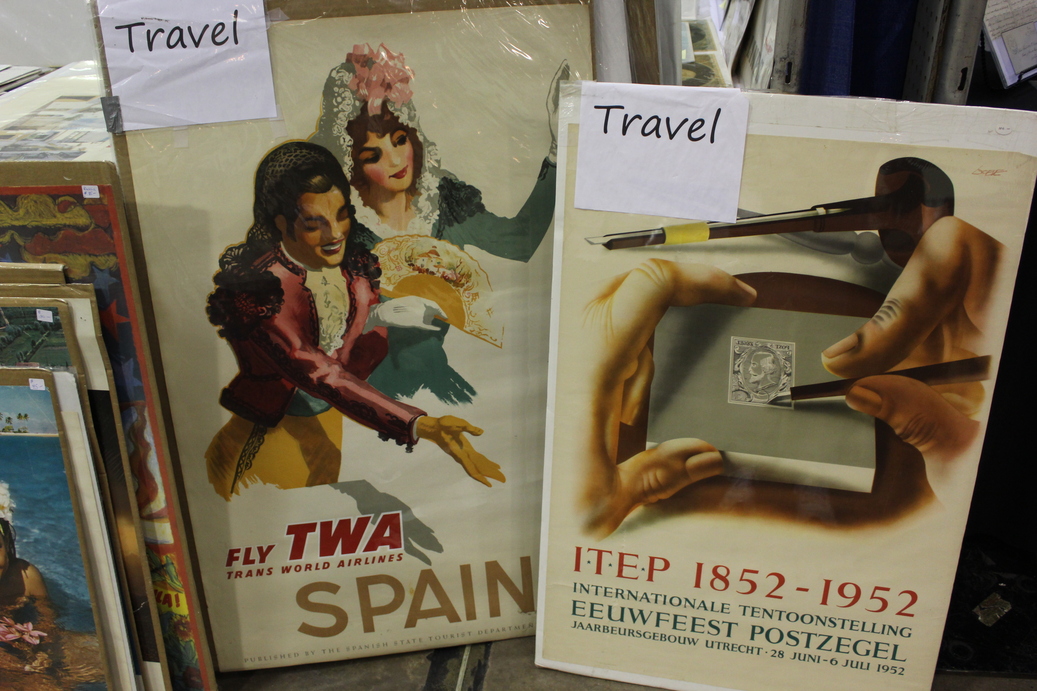 Travel
FLY TWA
TRANS WORLD AIRLINES
SPAIN
PUBLISHED BY THE SPANISH STATE TOURIST DEPARTMEN
Travel
I·T·E·P 1852-1952
INTERNATIONALE TENTOONSTELLING
EEUWFEEST POSTZEGEL
JAARBEURSGEBOUW UTRECHT·28 JUNI-6 JULI 1952